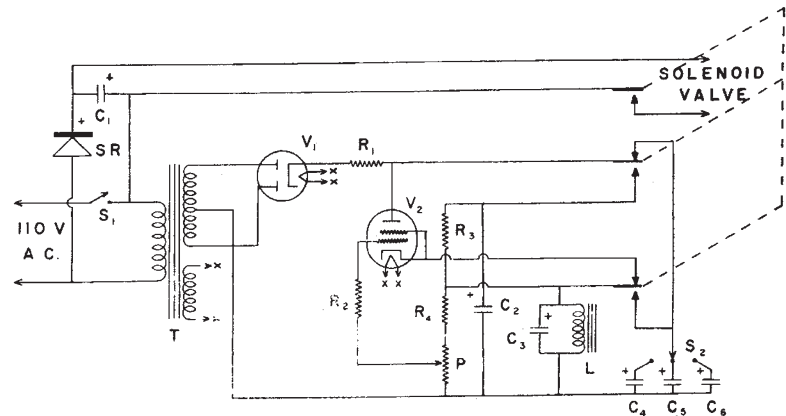 SOLENOID
VALVE
+
C1
+
SR
V1
R1
x
x
S1
110 V
A.C.
V2
R3
x
x
x
R2
+
C2
R4
+
C3
S2
T
P
L
+
+
+
C4
C5
C6